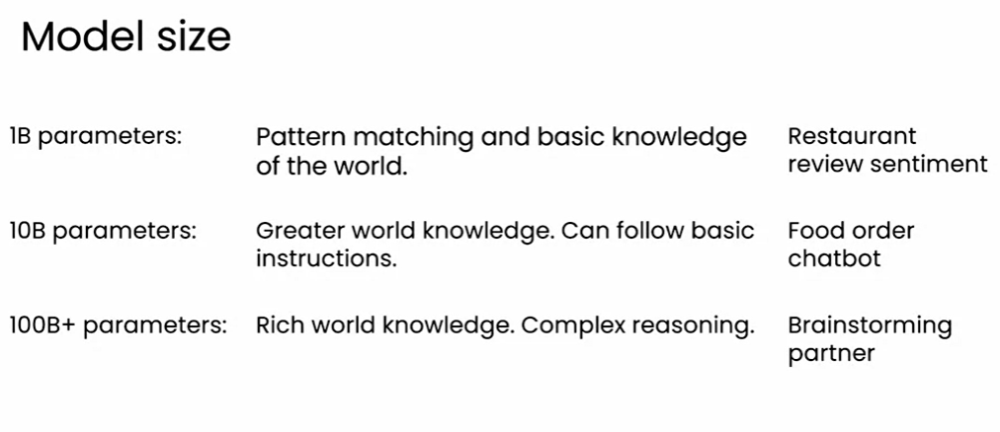 Model size
1B parameters:
Pattern matching and basic knowledge
of the world.
Restaurant
review sentiment
10B parameters:
Greater world knowledge. Can follow basic
instructions.
Food order
chatbot
100B+ parameters:
Rich world knowledge. Complex reasoning.
Brainstorming
partner